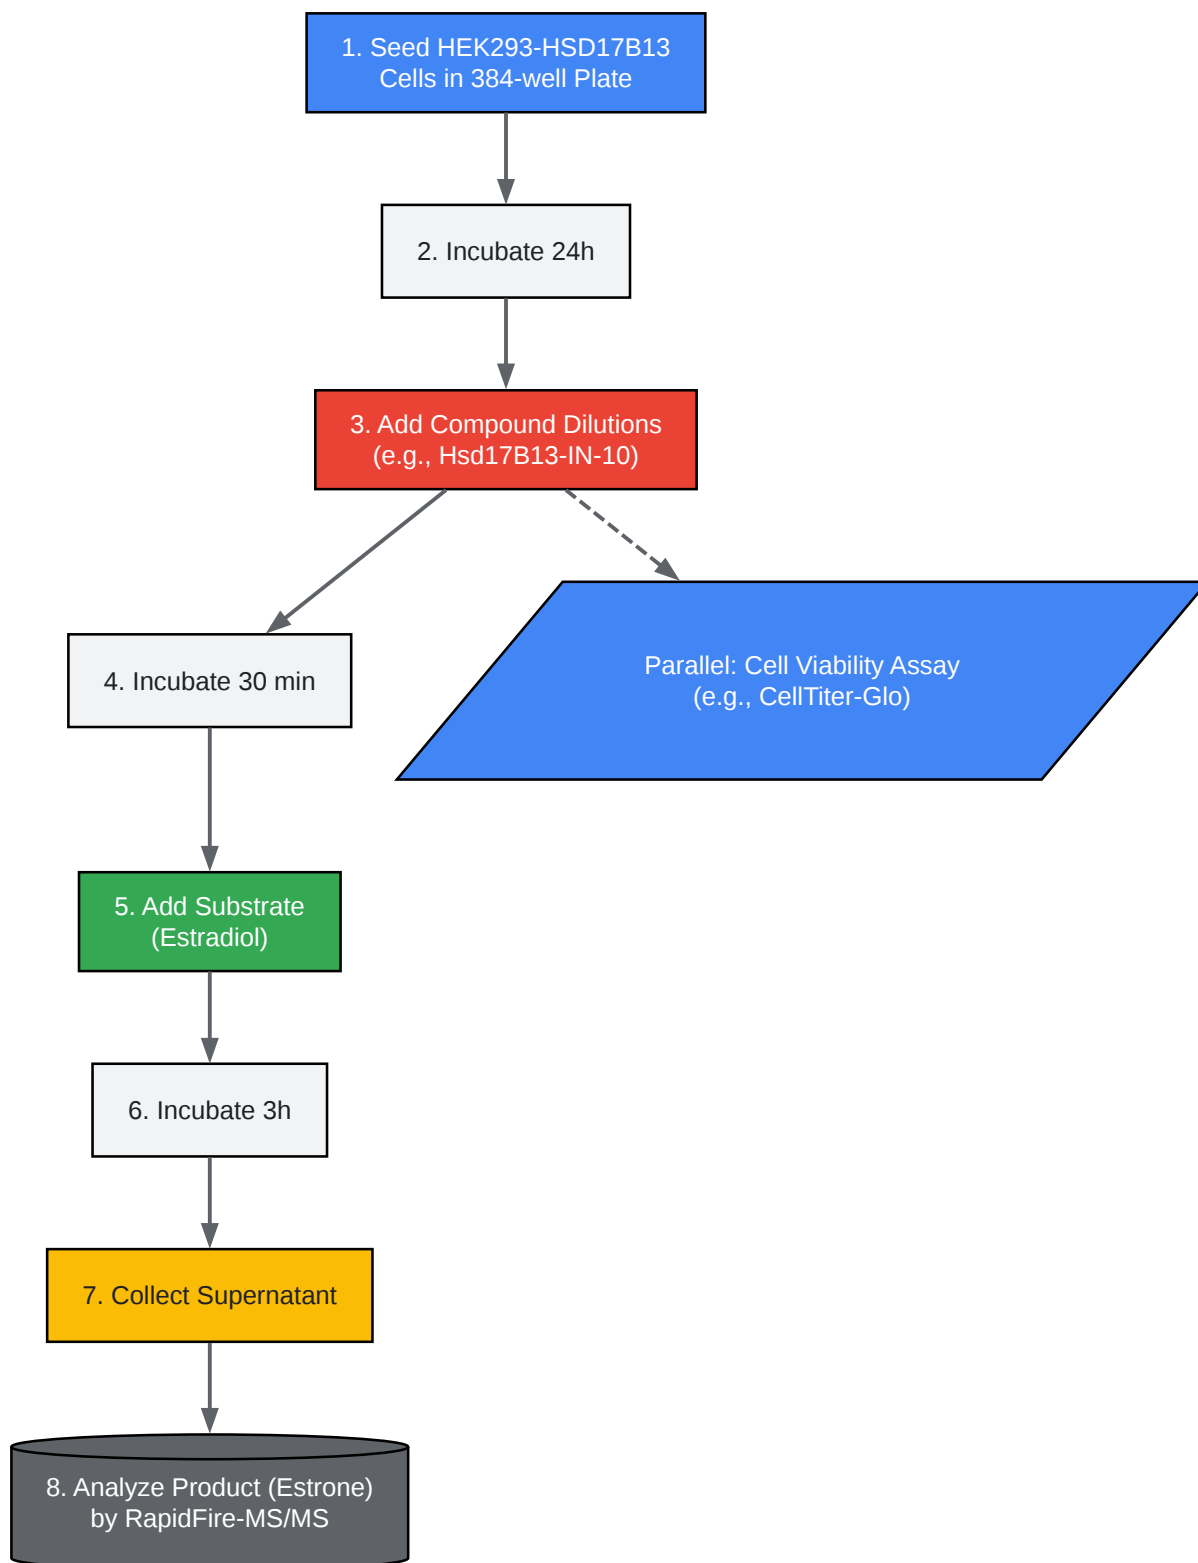 1. Seed HEK293-HSD17B13
Cells in 384-well Plate
2. Incubate 24h
3. Add Compound Dilutions
(e.g., Hsd17B13-IN-10)
4. Incubate 30 min
Parallel: Cell Viability Assay
(e.g., CellTiter-Glo)
5. Add Substrate
(Estradiol)
6. Incubate 3h
7. Collect Supernatant
8. Analyze Product (Estrone)
by RapidFire-MS/MS